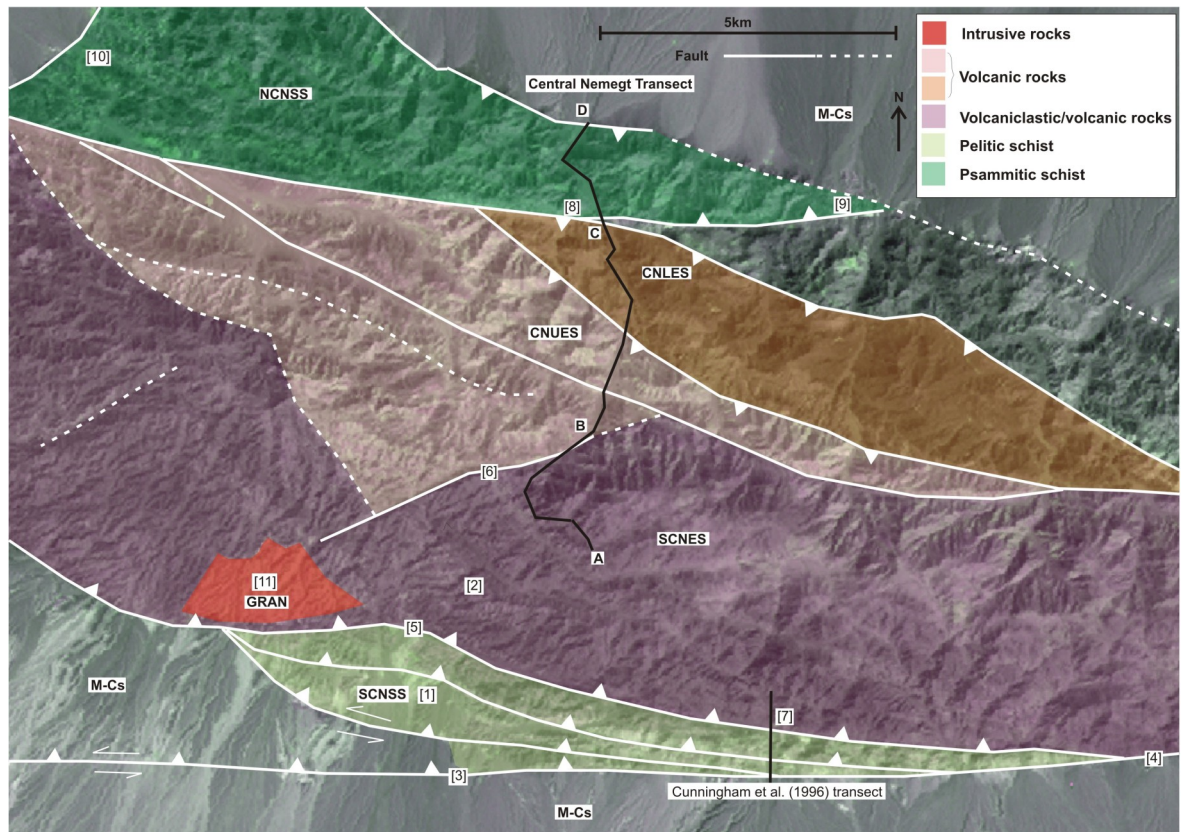 5km
Fault
Central Nemegt Transect
N
M-Cs
Intrusive rocks
Volcanic rocks
Volcaniclastic/volcanic rocks
Pelitic schist
Psammitic schist
[10]
NCNSS
D
[8]
[9]
C
CNLES
CNUES
B
[6]
SCNES
A
[2]
[11]
GRAN
[5]
M-Cs
SCNSS [1]
[7]
[4]
[3]
Cunningham et al. (1996) transect
M-Cs